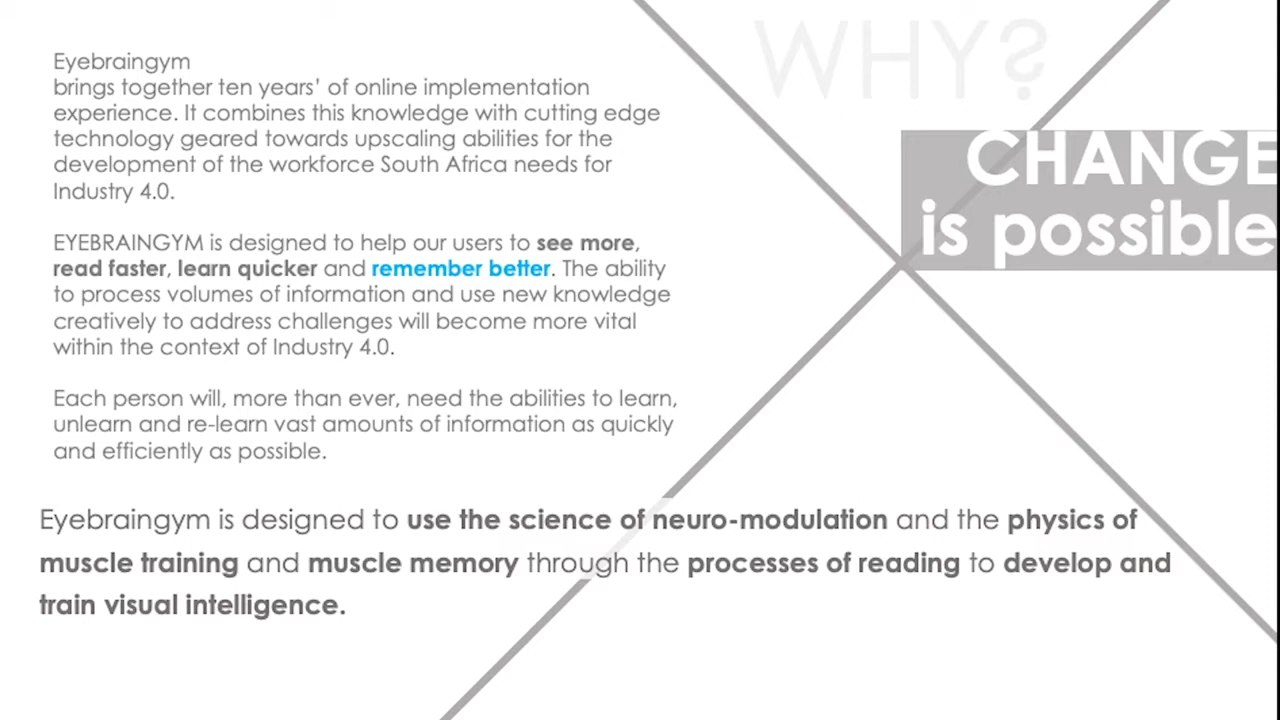 WHY?
CHANGE
is possible
Eyebraingym
brings together ten years’ of online implementation
experience. It combines this knowledge with cutting edge
technology geared towards upscaling abilities for the
development of the workforce South Africa needs for
Industry 4.0.
EYEBRAINGYM is designed to help our users to see more,
read faster, learn quicker and remember better. The ability
to process volumes of information and use new knowledge
creatively to address challenges will become more vital
within the context of Industry 4.0.
Each person will, more than ever, need the abilities to learn,
unlearn and re-learn vast amounts of information as quickly
and efficiently as possible.
Eyebraingym is designed to use the science of neuro-modulation and the physics of
muscle training and muscle memory through the processes of reading to develop and
train visual intelligence.